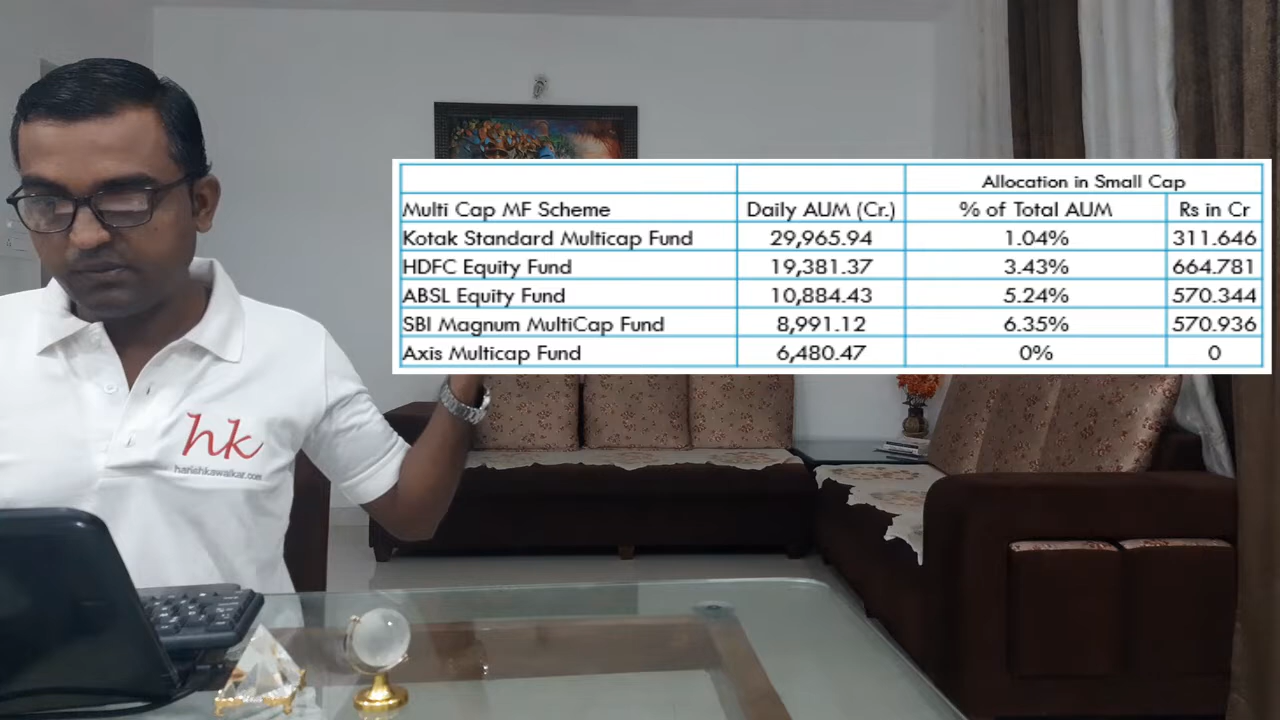 Allocation in Small Cap
Multi Cap MF Scheme Daily AUM (Cr.) % of Total AUM Rs in Cr
Kotak Standard Multicap Fund 29,965.94 1.04% 311.646
HDFC Equity Fund 19,381.37 3.43% 664.781
ABSL Equity Fund 10,884.43 5.24% 570.344
SBI Magnum MultiCap Fund 8,991.12 6.35% 570.936
Axis Multicap Fund 6,480.47 0% 0
hk
harishkawalkar.com